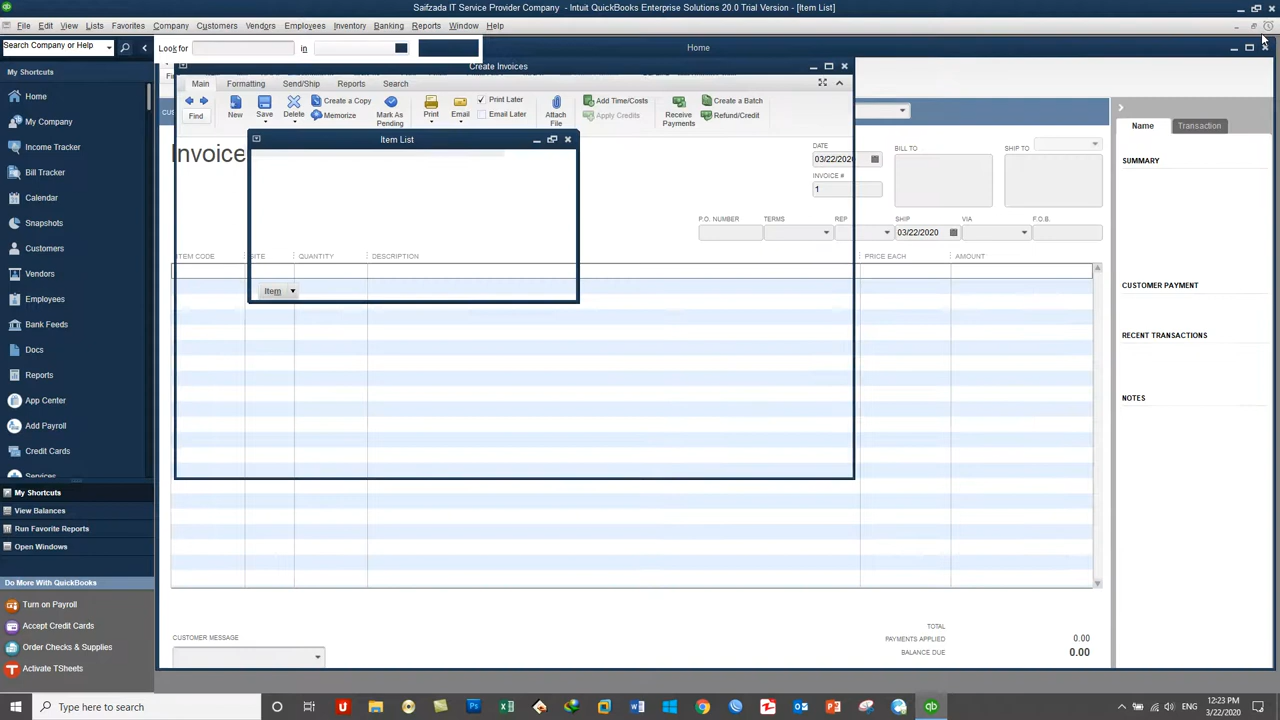 Saifzada IT Service Provider Company - Intuit QuickBooks Enterprise Solutions 20.0 Trial Version - [Item List]
File Edit View Lists Favorites Company Customers Vendors Employees Inventory Banking Reports Window Help
Search Company or Help
Look for
in
Home
My Shortcuts
Home
My Company
Income Tracker
Bill Tracker
Calendar
Snapshots
Customers
Vendors
Employees
Bank Feeds
Docs
Reports
App Center
Add Payroll
Credit Cards
Services
My Shortcuts
View Balances
Run Favorite Reports
Open Windows
Do More With QuickBooks
Turn on Payroll
Accept Credit Cards
Order Checks & Supplies
Activate TSheets
Create Invoices
Main Formatting Send/Ship Reports Search
Find
New
Save
Delete
Create a Copy
Memorize
Mark As
Pending
Print
Email
Print Later
Email Later
Attach
File
Add Time/Costs
Apply Credits
Receive
Payments
Create a Batch
Refund/Credit
Item List
Item
Invoice
DATE
03/22/2020
INVOICE #
1
BILL TO
SHIP TO
P.O. NUMBER TERMS REP SHIP VIA F.O.B.
03/22/2020
ITEM CODE SITE QUANTITY DESCRIPTION PRICE EACH AMOUNT
CUSTOMER MESSAGE
TOTAL
PAYMENTS APPLIED 0.00
BALANCE DUE 0.00
Name Transaction
SUMMARY
CUSTOMER PAYMENT
RECENT TRANSACTIONS
NOTES
Type here to search
ENG
12:23 PM
3/22/2020